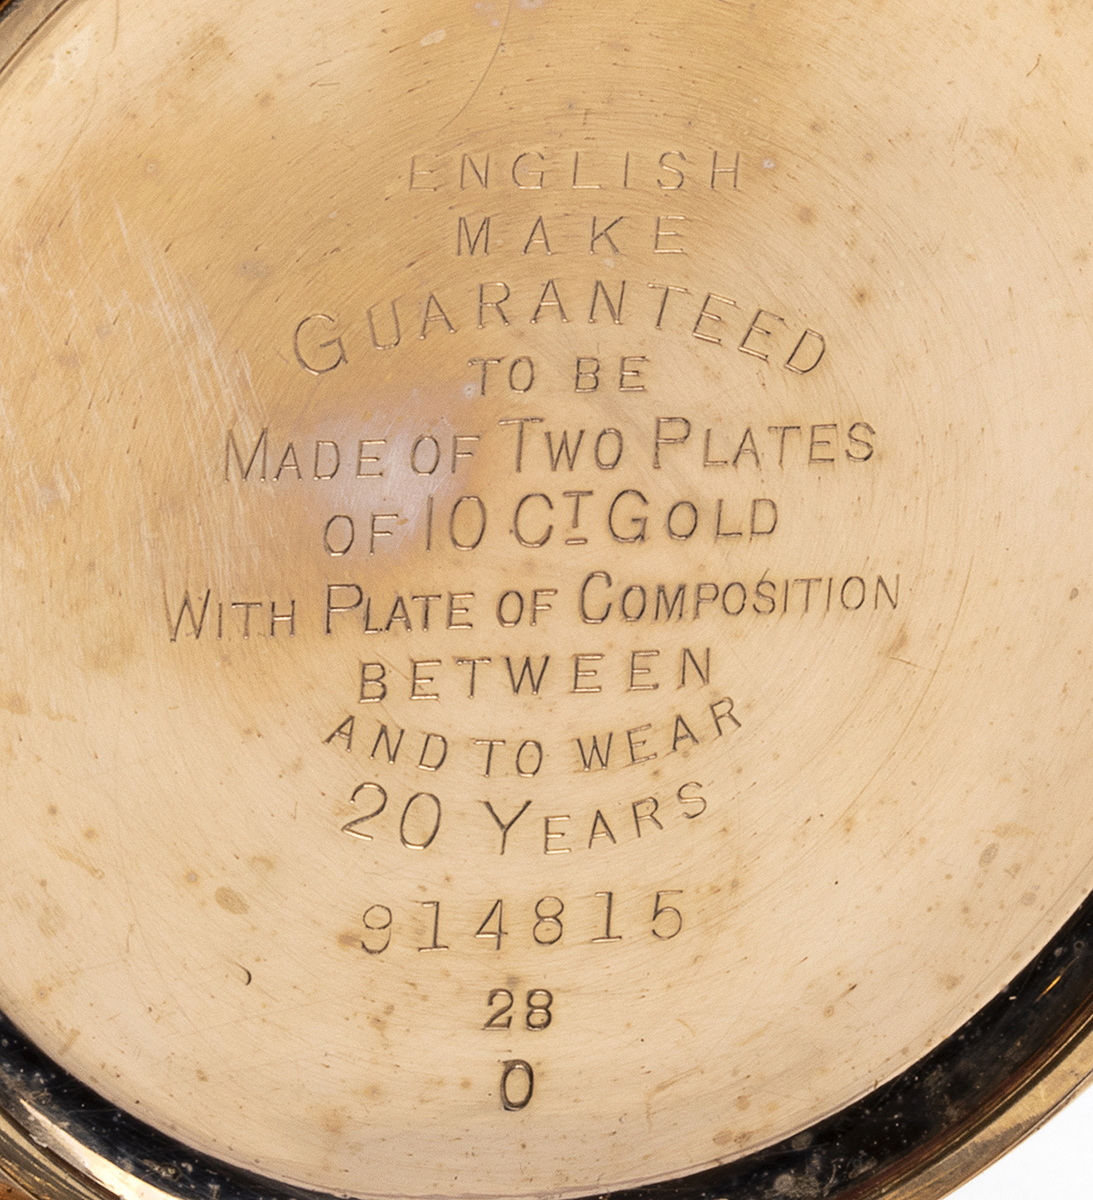 ENGLISH
MAKE
GUARANTEED
TO BE
MADE OF TWO PLATES
OF 10 CT GOLD
WITH PLATE OF COMPOSITION
BETWEEN
AND TO WEAR
20 YEARS
914815
28
0